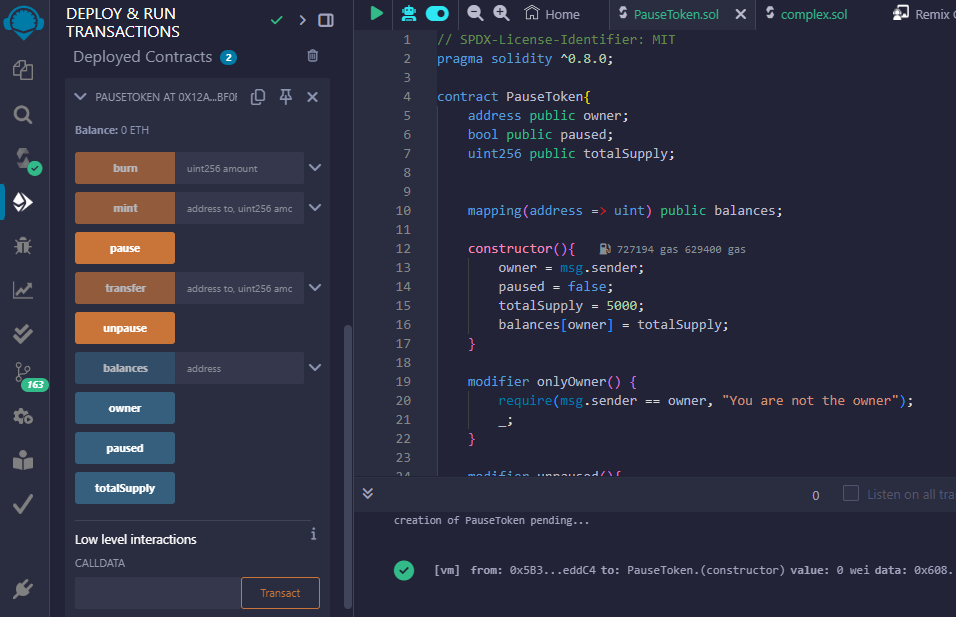 DEPLOY & RUN
TRANSACTIONS
Deployed Contracts 2
PAUSETOKEN AT 0X12A...BF0F
Balance: 0 ETH
burn uint256 amount
mint address to, uint256 amc
pause
transfer address to, uint256 amc
unpause
balances address
owner
paused
totalSupply
163
Low level interactions i
CALLDATA
Transact
Home
PauseToken.sol
complex.sol
Remix
1 // SPDX-License-Identifier: MIT
2 pragma solidity ^0.8.0;
3
4 contract PauseToken{
5 address public owner;
6 bool public paused;
7 uint256 public totalSupply;
8
9
10 mapping(address => uint) public balances;
11
12 constructor(){ 727194 gas 629400 gas
13 owner = msg.sender;
14 paused = false;
15 totalSupply = 5000;
16 balances[owner] = totalSupply;
17 }
18
19 modifier onlyOwner() {
20 require(msg.sender == owner, "You are not the owner");
21 _;
22 }
23
24 modifier unpaused(){
0 Listen on all tra
creation of PauseToken pending...
[vm] from: 0x5B3...eddC4 to: PauseToken.(constructor) value: 0 wei data: 0x608.